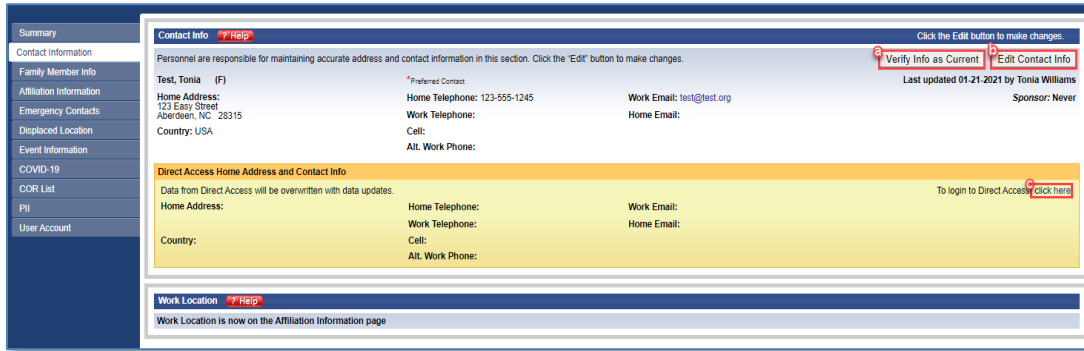 Summary
Contact Information
Family Member Info
Affiliation Information
Emergency Contacts
Displaced Location
Event Information
COVID-19
COR List
PII
User Account
Contact Info ? Help Click the Edit button to make changes.
Personnel are responsible for maintaining accurate address and contact information in this section. Click the "Edit" button to make changes.
a Verify Info as Current b Edit Contact Info
Test, Tonia (F) *Preferred Contact Last updated 01-21-2021 by Tonia Williams
Home Address: Home Telephone: 123-555-1245 Work Email: test@test.org Sponsor: Never
123 Easy Street
Aberdeen, NC 28315 Work Telephone: Home Email:
Country: USA Cell:
Alt. Work Phone:
Direct Access Home Address and Contact Info
Data from Direct Access will be overwritten with data updates. To login to Direct Access, c click here
Home Address: Home Telephone: Work Email:
Work Telephone: Home Email:
Country: Cell:
Alt. Work Phone:
Work Location ? Help
Work Location is now on the Affiliation Information page